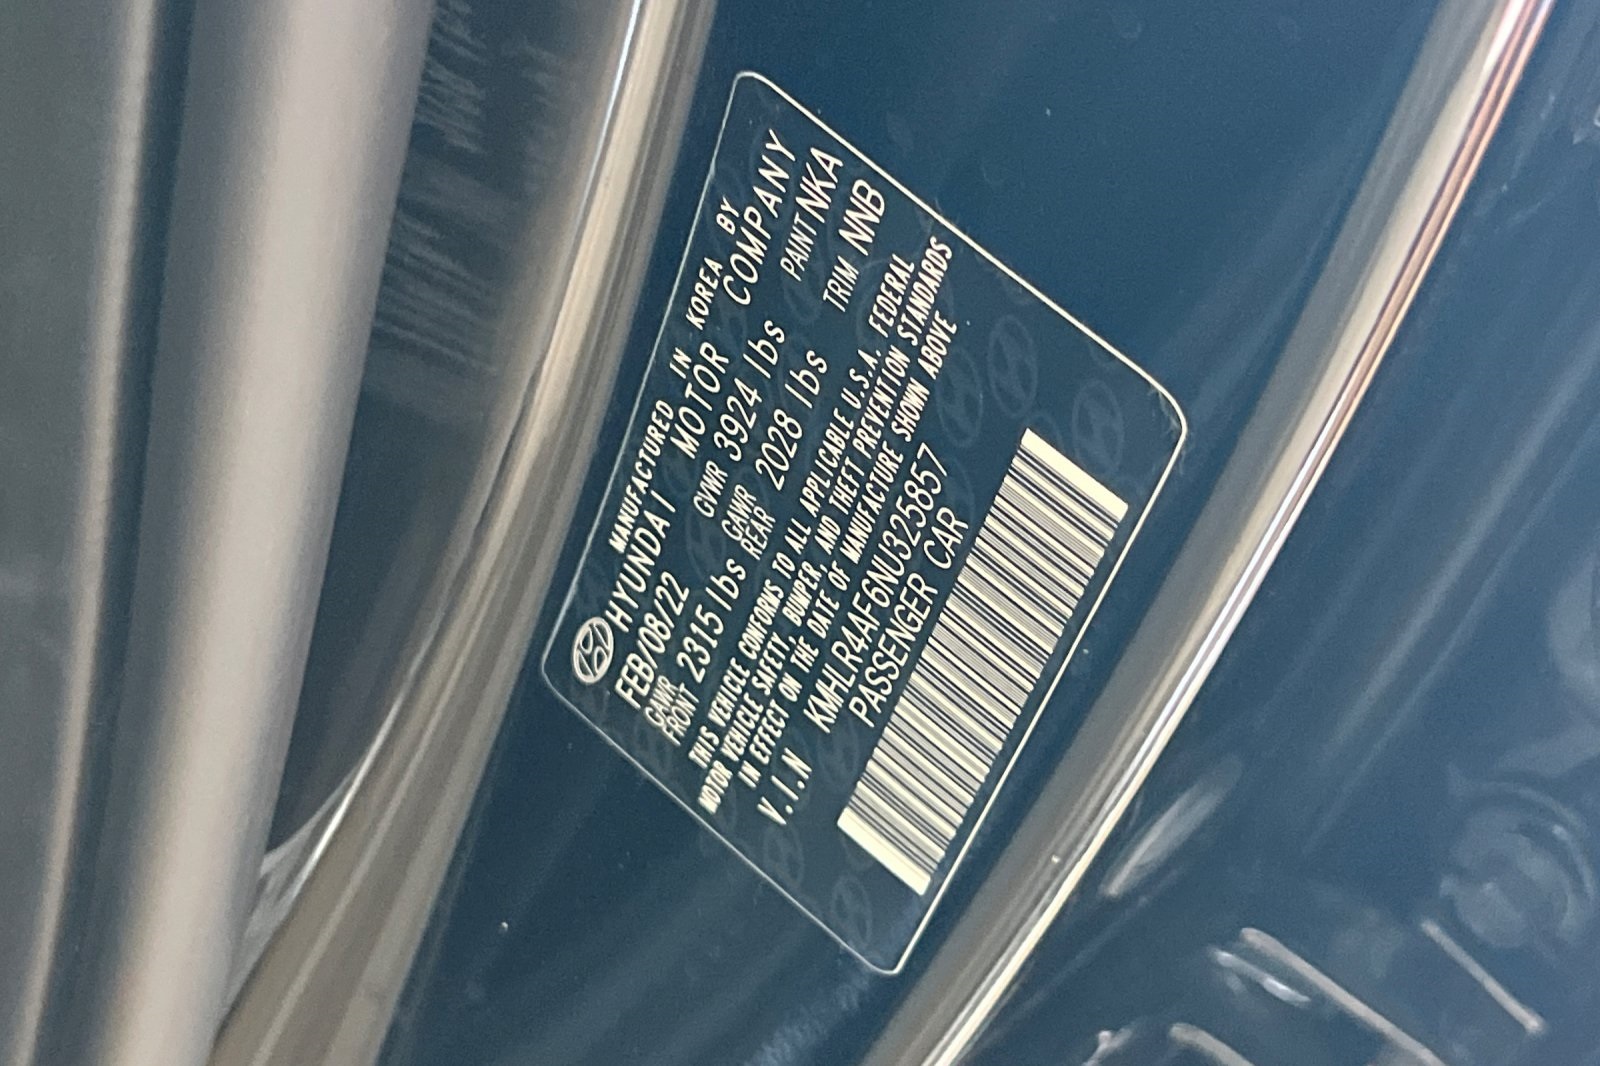 MANUFACTURED IN KOREA BY
HYUNDAI MOTOR COMPANY
FEB/08/22 GVWR 3924 lbs PAINT NKA
GAWR FRONT 2315 lbs GAWR REAR 2028 lbs TRIM NNB
THIS VEHICLE CONFORMS TO ALL APPLICABLE U.S.A. FEDERAL
MOTOR VEHICLE SAFETY, BUMPER, AND THEFT PREVENTION STANDARDS
IN EFFECT ON THE DATE OF MANUFACTURE SHOWN ABOVE
V.I.N KMHLR4AF6NU325857
PASSENGER CAR